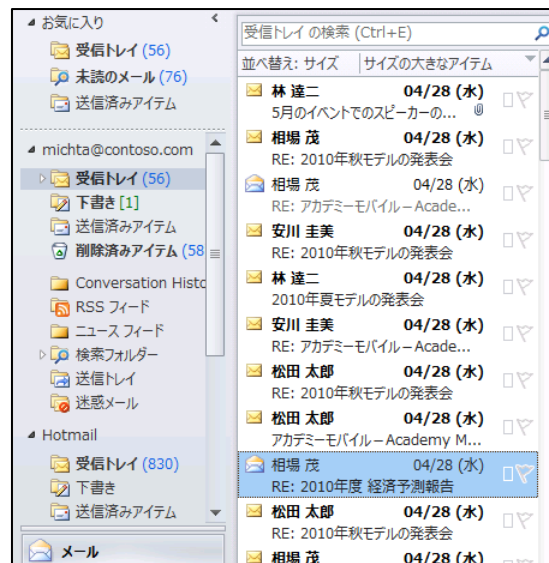 お気に入り
受信トレイ (56)
未読のメール (76)
送信済みアイテム
michta@contoso.com
受信トレイ (56)
下書き [1]
送信済みアイテム
削除済みアイテム (58
Conversation Histo
RSS フィード
ニュース フィード
検索フォルダー
送信トレイ
迷惑メール
Hotmail
受信トレイ (830)
下書き
送信済みアイテム
メール
受信トレイ の検索 (Ctrl+E)
並べ替え: サイズ サイズの大きなアイテム
林 達二 04/28 (水)
5月のイベントでのスピーカーの...
相場 茂 04/28 (水)
RE: 2010年秋モデルの発表会
相場 茂 04/28 (水)
RE: アカデミーモバイル – Acade...
安川 圭美 04/28 (水)
RE: 2010年秋モデルの発表会
林 達二 04/28 (水)
2010年夏モデルの発表会
安川 圭美 04/28 (水)
RE: アカデミーモバイル – Acade...
松田 太郎 04/28 (水)
RE: 2010年秋モデルの発表会
松田 太郎 04/28 (水)
アカデミーモバイル – Academy M...
相場 茂 04/28 (水)
RE: 2010年度 経済予測報告
松田 太郎 04/28 (水)
RE: 2010年秋モデルの発表会
相場 茂 04/28 (水)